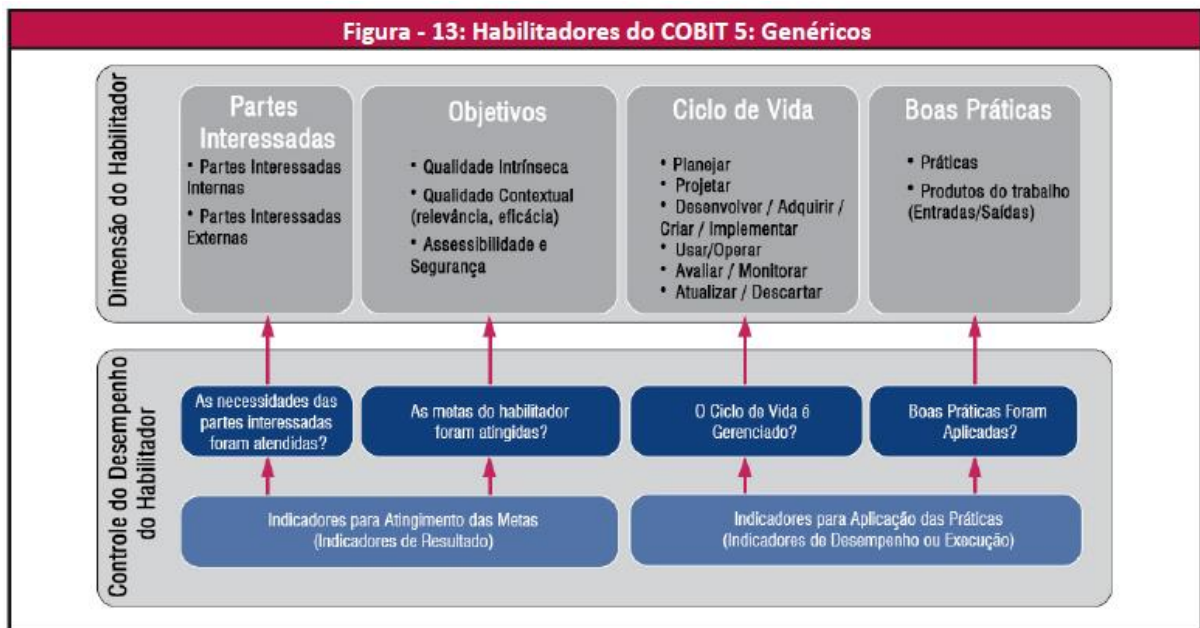 Figura - 13: Habilitadores do COBIT 5: Genéricos
Dimensão do Habilitador
Partes
Interessadas
• Partes Interessadas
Internas
• Partes Interessadas
Externas
Objetivos
• Qualidade Intrínseca
• Qualidade Contextual
(relevância, eficácia)
• Assessibilidade e
Segurança
Ciclo de Vida
• Planejar
• Projetar
• Desenvolver / Adquirir /
Criar / Implementar
• Usar/Operar
• Avaliar / Monitorar
• Atualizar / Descartar
Boas Práticas
• Práticas
• Produtos do trabalho
(Entradas/Saídas)
Controle do Desempenho
do Habilitador
As necessidades das
partes interessadas
foram atendidas?
As metas do habilitador
foram atingidas?
O Ciclo de Vida é
Gerenciado?
Boas Práticas Foram
Aplicadas?
Indicadores para Atingimento das Metas
(Indicadores de Resultado)
Indicadores para Aplicação das Práticas
(Indicadores de Desempenho ou Execução)